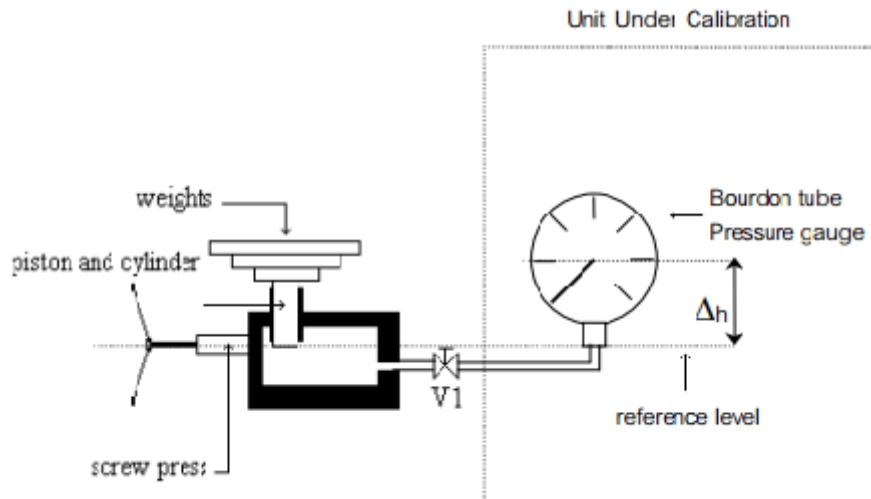 Unit Under Calibration
weights
piston and cylinder
Bourdon tube
Pressure gauge
Δh
V1
reference level
screw press